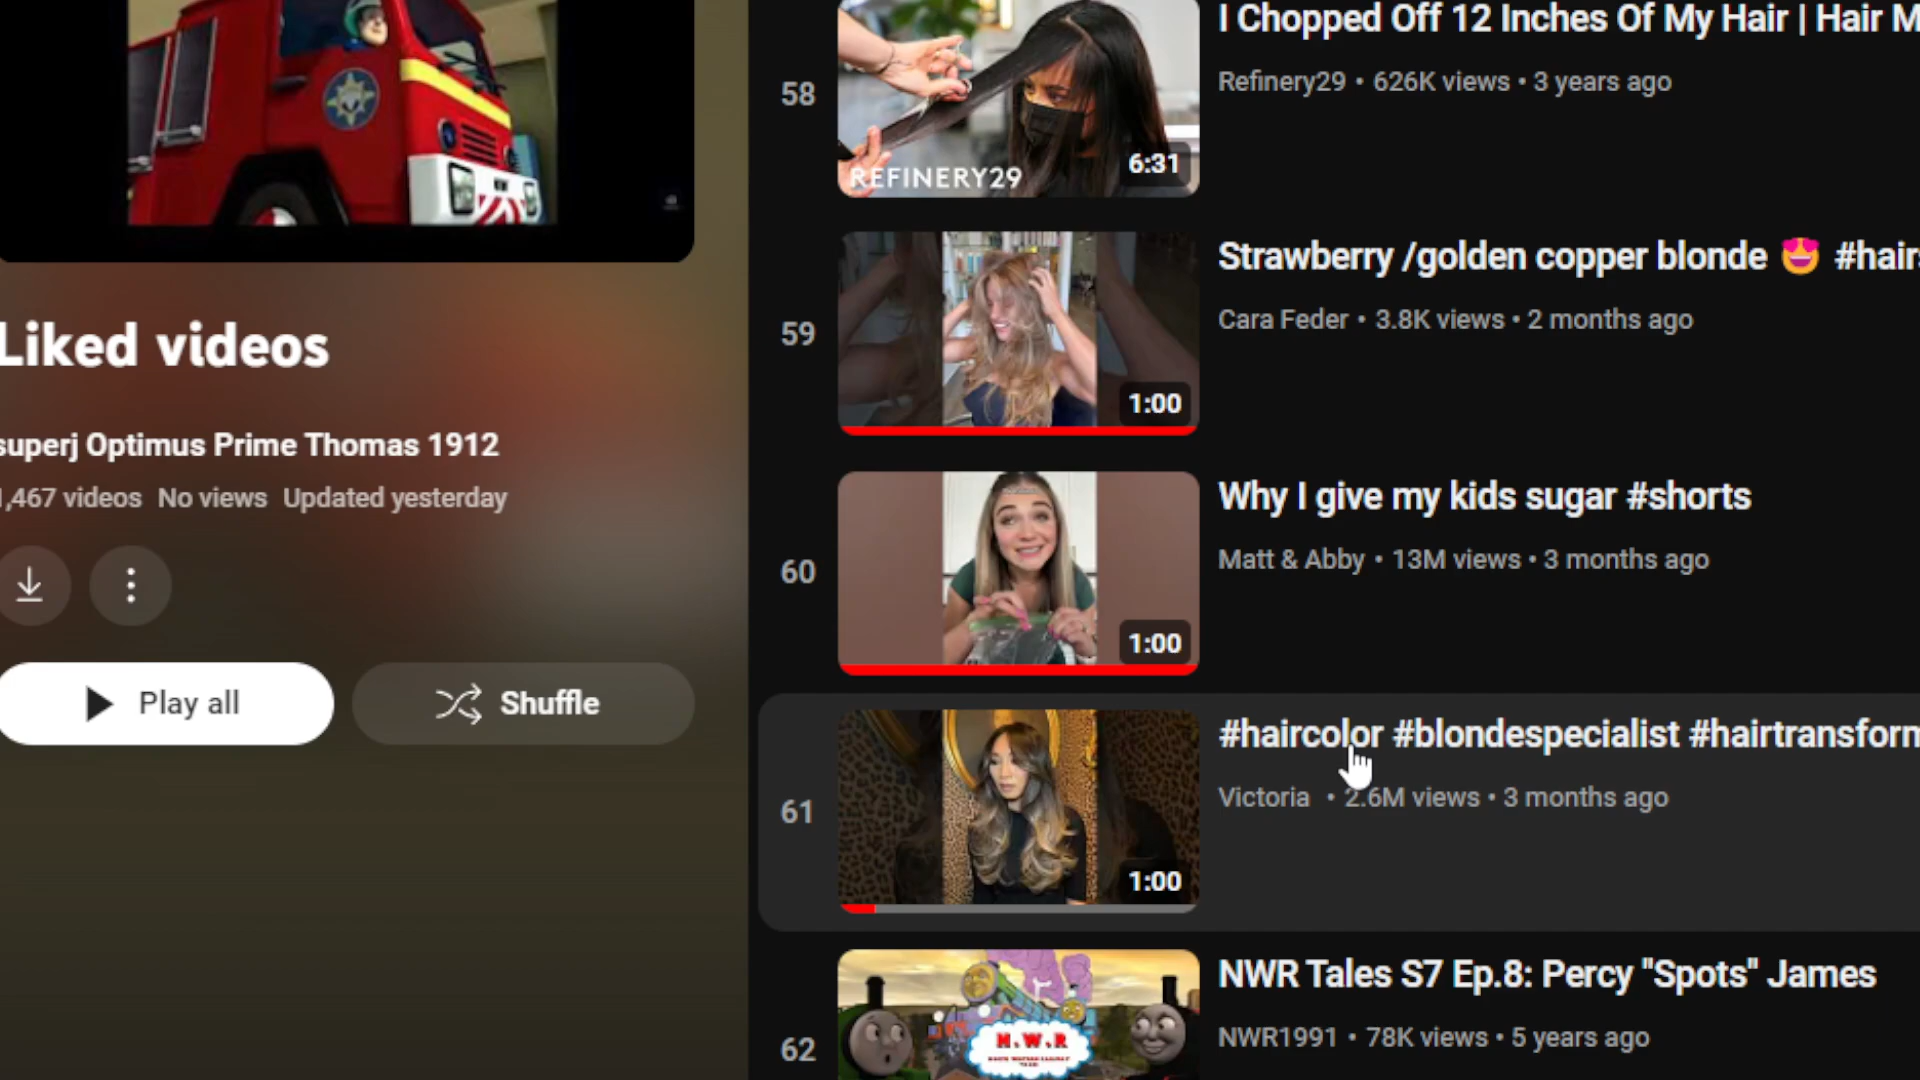 Liked videos
superj Optimus Prime Thomas 1912
1,467 videos No views Updated yesterday
Play all
Shuffle
58
REFINERY29
6:31
I Chopped Off 12 Inches Of My Hair | Hair M
Refinery29 • 626K views • 3 years ago
59
1:00
Strawberry /golden copper blonde 😍 #hairs
Cara Feder • 3.8K views • 2 months ago
60
1:00
Why I give my kids sugar #shorts
Matt & Abby • 13M views • 3 months ago
61
1:00
#haircolor #blondespecialist #hairtransform
Victoria • 2.6M views • 3 months ago
62
N.W.R
NWR Tales S7 Ep.8: Percy "Spots" James
NWR1991 • 78K views • 5 years ago